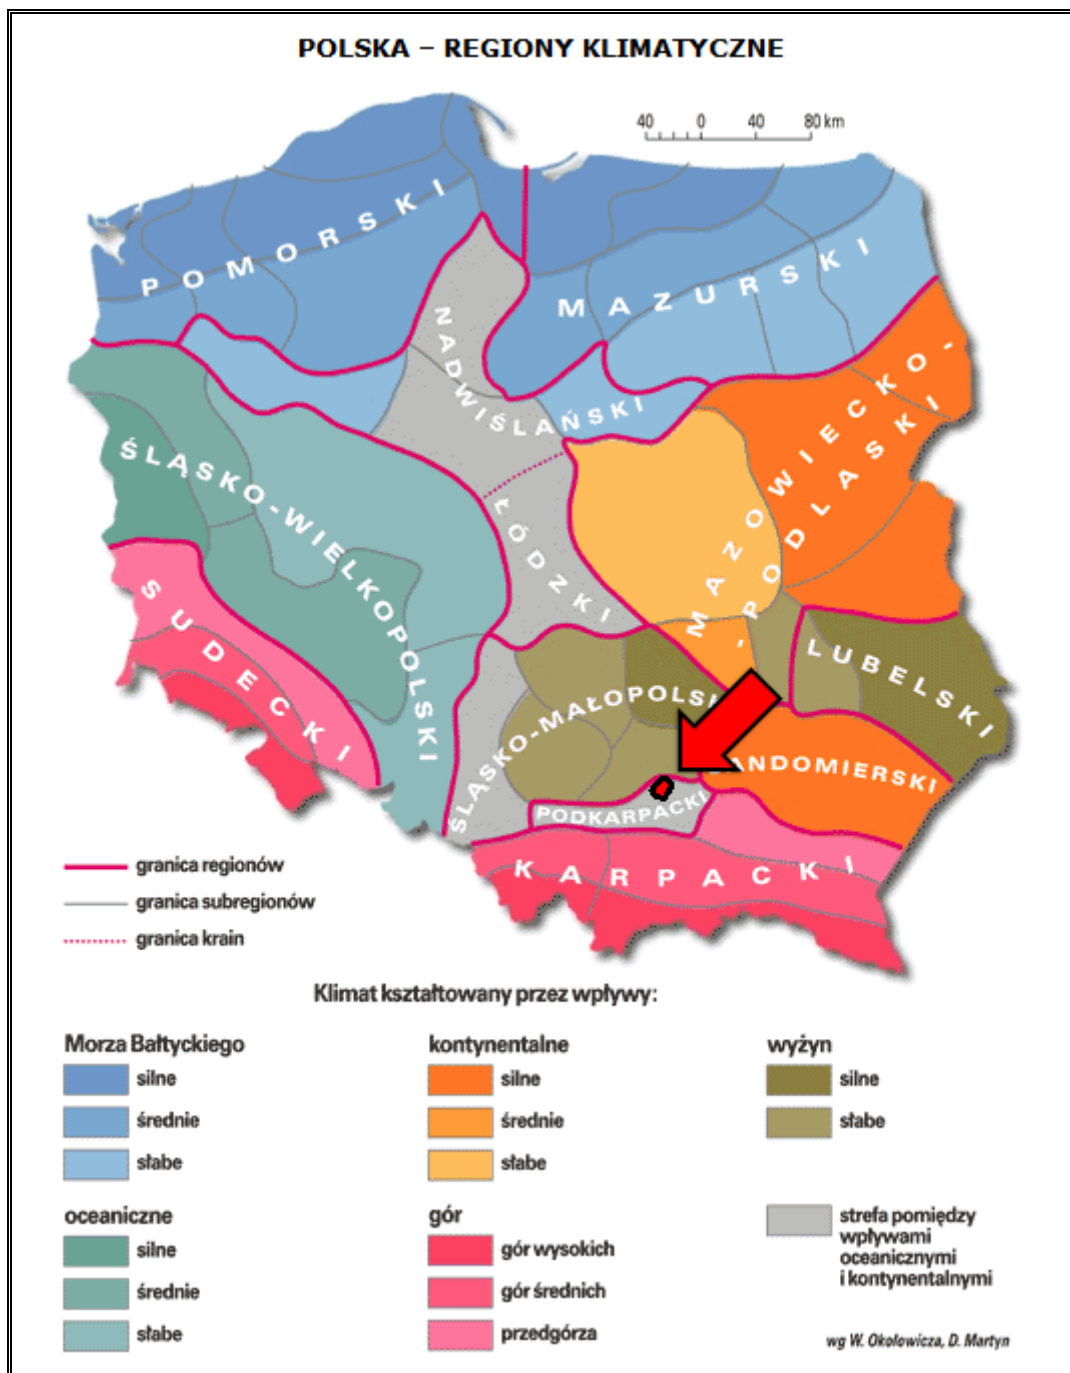 POLSKA – REGIONY KLIMATYCZNE
40 0 40 80 km
POMORSKI
MAZURSKI
NADWIŚLAŃSKI
MAZOWIECKO-
-PODLASKI
ŚLĄSKO-WIELKOPOLSKI
ŁÓDZKI
SUDECKI
LUBELSKI
ŚLĄSKO-MAŁOPOLSKI
ANDOMIERSKI
PODKARPACKI
KARPACKI
granica regionów
granica subregionów
granica krain
Klimat kształtowany przez wpływy:
Morza Bałtyckiego
silne
średnie
słabe
kontynentalne
silne
średnie
słabe
wyżyn
silne
słabe
oceaniczne
silne
średnie
słabe
gór
gór wysokich
gór średnich
przedgórza
strefa pomiędzy
wpływami
oceanicznymi
i kontynentalnymi
wg W. Okołowicza, D. Martyn